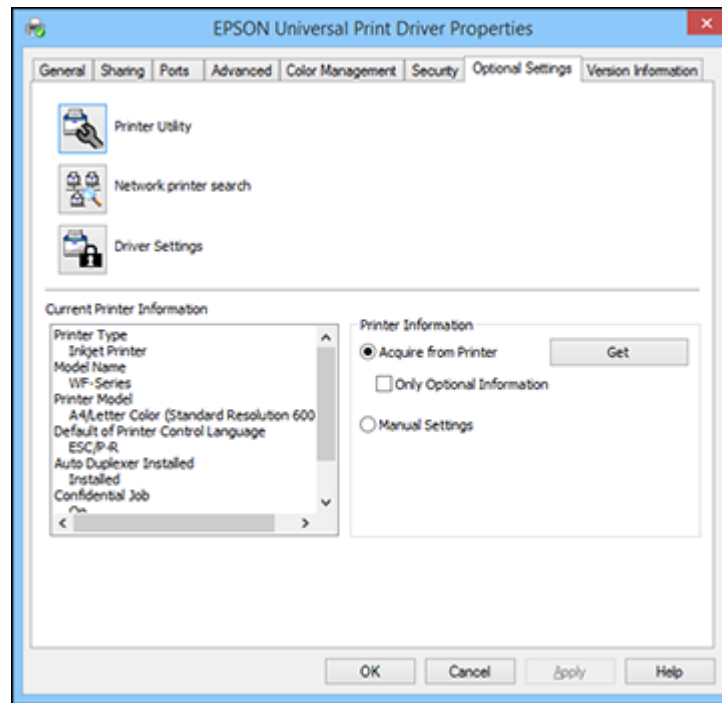 EPSON Universal Print Driver Properties
General Sharing Ports Advanced Color Management Security Optional Settings Version Information
Printer Utility
Network printer search
Driver Settings
Current Printer Information
Printer Type
Inkjet Printer
Model Name
WF-Series
Printer Model
A4/Letter Color (Standard Resolution 600
Default of Printer Control Language
ESC/P-R
Auto Duplexer Installed
Installed
Confidential Job
On
Printer Information
Acquire from Printer Get
Only Optional Information
Manual Settings
OK Cancel Apply Help